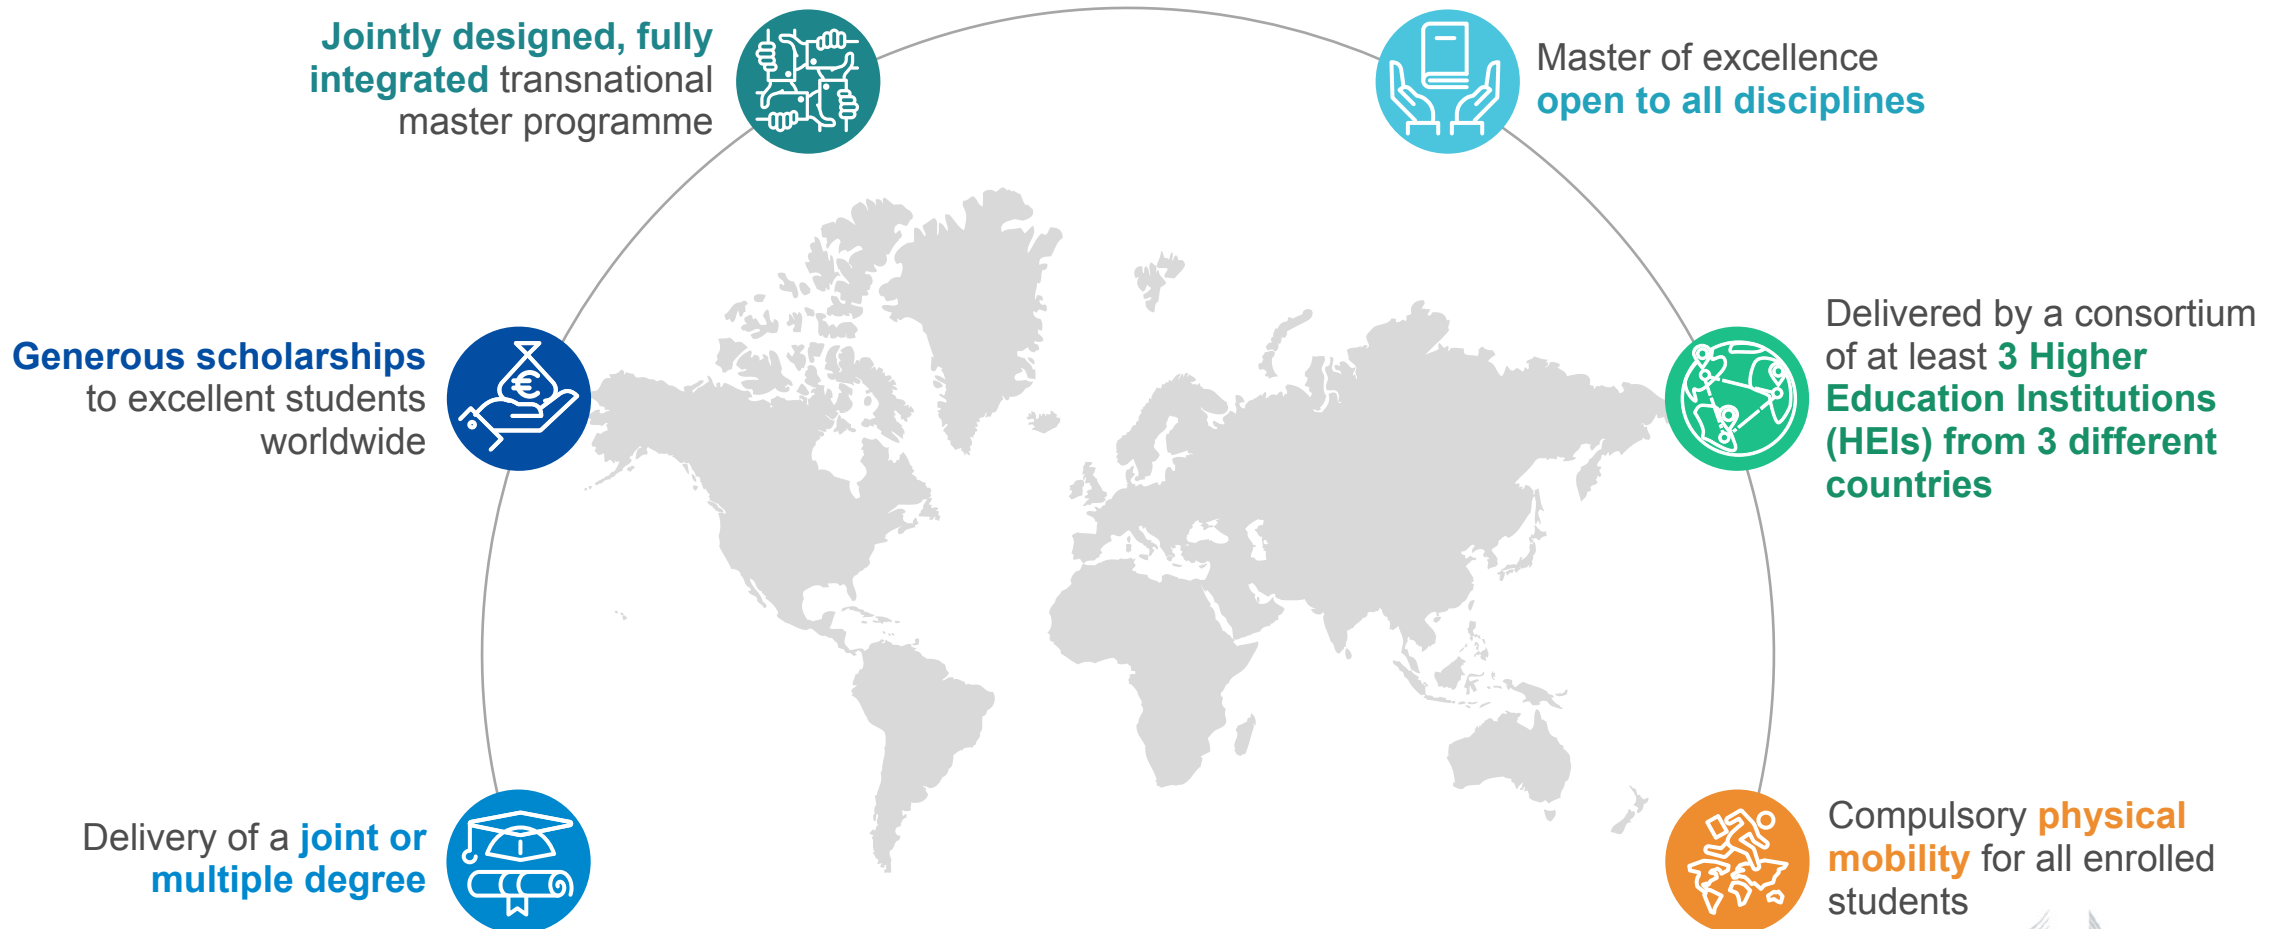 Jointly designed, fully
integrated transnational
master programme
Master of excellence
open to all disciplines
Generous scholarships
to excellent students
worldwide
Delivered by a consortium
of at least 3 Higher
Education Institutions
(HEIs) from 3 different
countries
Delivery of a joint or
multiple degree
Compulsory physical
mobility for all enrolled
students
€